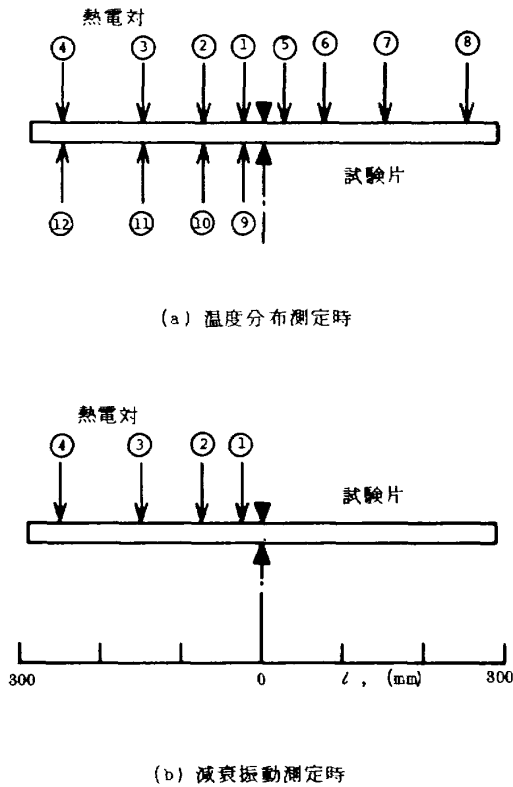 熱電対
④ ③ ② ① ⑤ ⑥ ⑦ ⑧
試験片
⑫ ⑪ ⑩ ⑨
(a) 温度分布測定時
熱電対
④ ③ ② ①
試験片
300 0 l , (mm) 300
(b) 減衰振動測定時